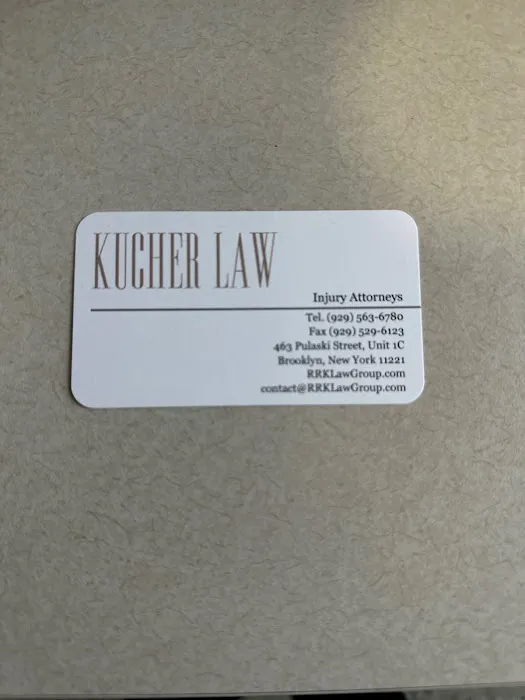 KUCHER LAW
Injury Attorneys
Tel. (929) 563-6780
Fax (929) 529-6123
463 Pulaski Street, Unit 1C
Brooklyn, New York 11221
RRKLawGroup.com
contact@RRKLawGroup.com